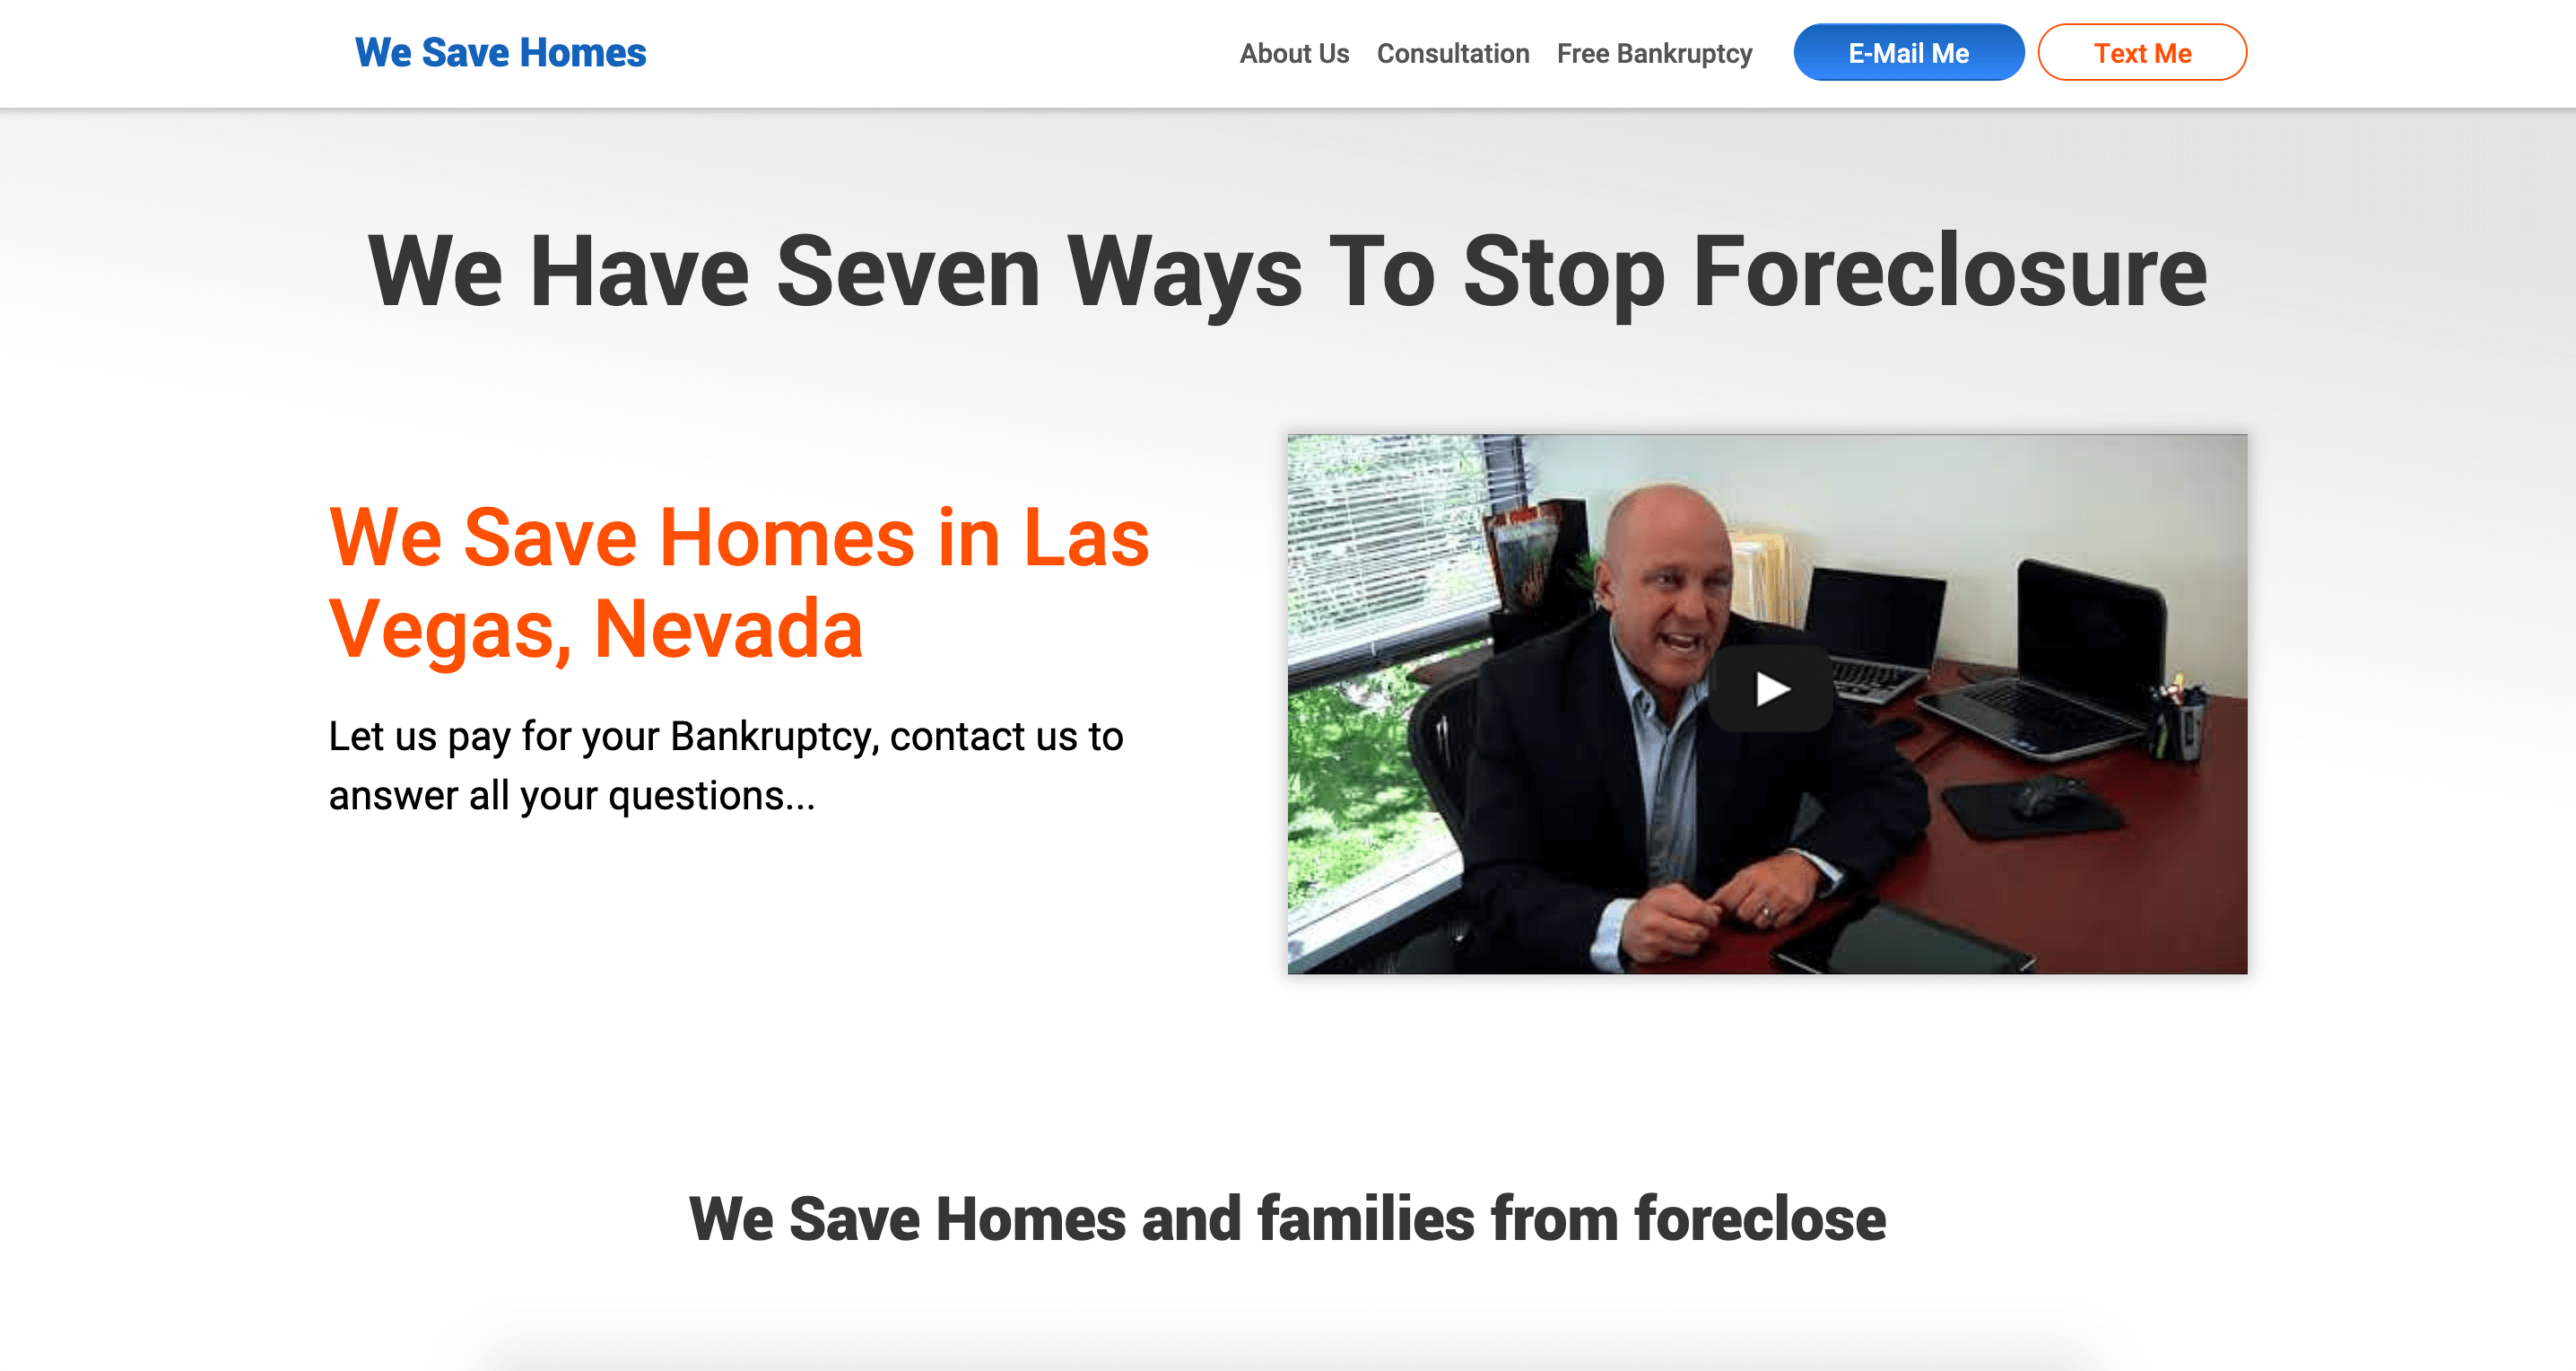 We Save Homes
About Us
Consultation
Free Bankruptcy
E-Mail Me
Text Me
We Have Seven Ways To Stop Foreclosure
We Save Homes in Las
Vegas, Nevada
Let us pay for your Bankruptcy, contact us to
answer all your questions...
We Save Homes and families from foreclose